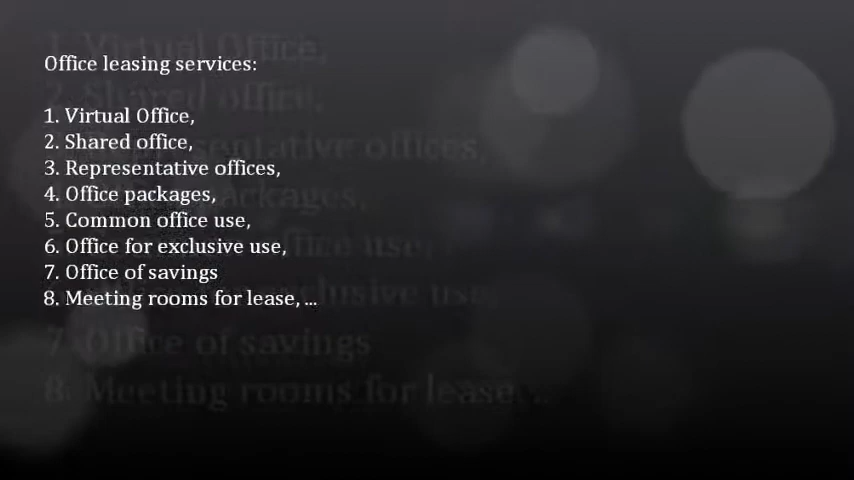 Office leasing services:
1. Virtual Office,
2. Shared office,
3. Representative offices,
4. Office packages,
5. Common office use,
6. Office for exclusive use,
7. Office of savings
8. Meeting rooms for lease, ...